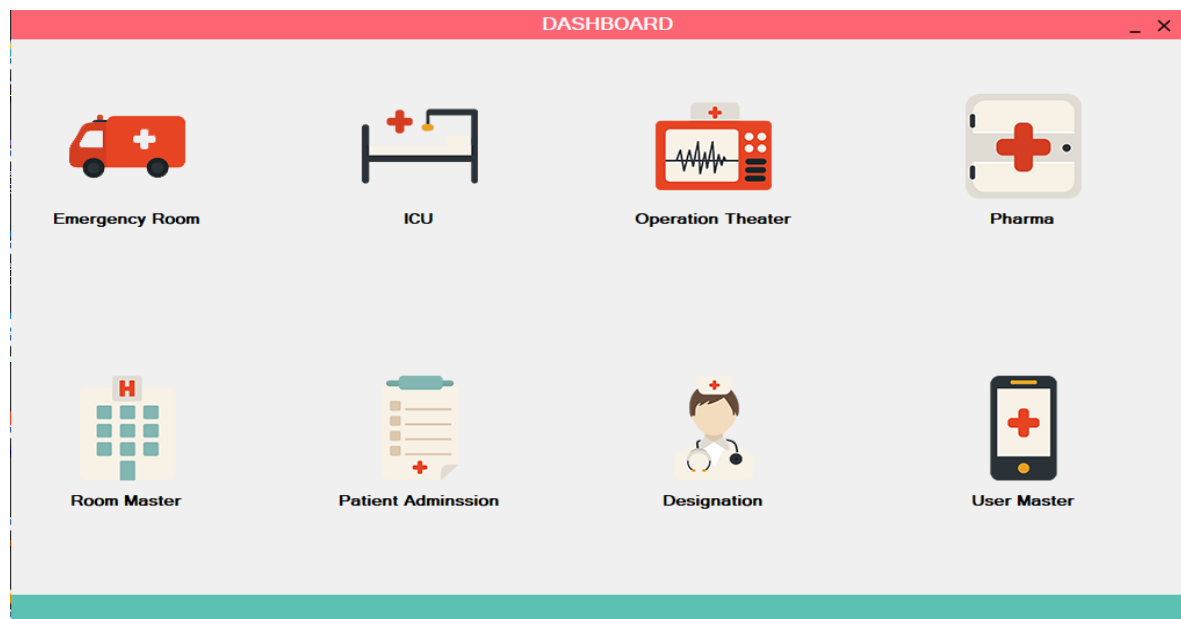 DASHBOARD
Emergency Room
ICU
Operation Theater
Pharma
H
Room Master
Patient Adminssion
Designation
User Master